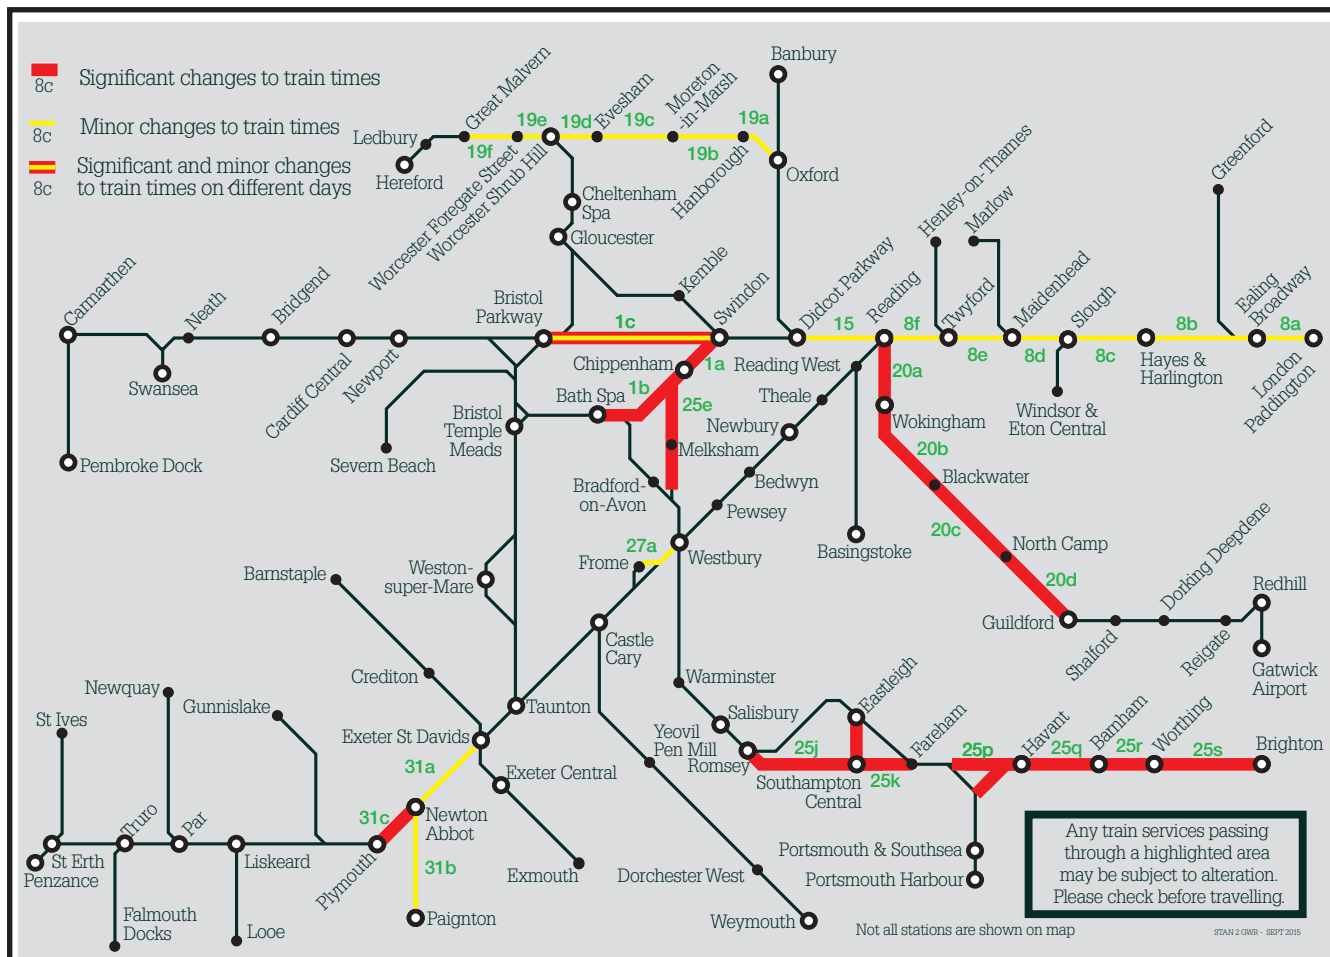 8c
Significant changes to train times
8c
Minor changes to train times
8c
Significant and minor changes
to train times on different days
Banbury
Great Malvern
Evesham
Moreton
-in-Marsh
Ledbury
19f
19e
19d
19c
19b
19a
Hereford
Worcester Foregate Street
Worcester Shrub Hill
Hanborough
Oxford
Cheltenham
Spa
Gloucester
Kemble
Henley-on-Thames
Marlow
Greenford
Carmarthen
Neath
Bridgend
Cardiff Central
Newport
Bristol
Parkway
1c
Swindon
Didcot Parkway
15
Reading
8f
Twyford
8e
Maidenhead
8d
Slough
8c
8b
Hayes &
Harlington
Ealing
Broadway
8a
London
Paddington
Swansea
Pembroke Dock
Severn Beach
Chippenham
1a
1b
Bath Spa
25e
Bristol
Temple
Meads
Melksham
Bradford-
on-Avon
Reading West
Theale
Newbury
Bedwyn
Pewsey
Basingstoke
20a
Wokingham
20b
Blackwater
20c
North Camp
20d
Guildford
Shalford
Dorking Deepdene
Reigate
Redhill
Gatwick
Airport
Windsor &
Eton Central
27a
Frome
Westbury
Weston-
super-Mare
Barnstaple
Castle
Cary
Crediton
Warminster
Newquay
Gunnislake
St Ives
Taunton
Exeter St Davids
Exeter Central
Exmouth
31a
31c
31b
Newton
Abbot
Paignton
Plymouth
Liskeard
Looe
Par
Truro
Falmouth
Docks
St Erth
Penzance
Salisbury
Yeovil
Pen Mill
Romsey
25j
Eastleigh
Southampton
Central
25k
Fareham
25p
Havant
25q
Barnham
25r
Worthing
25s
Brighton
Portsmouth & Southsea
Portsmouth Harbour
Dorchester West
Weymouth
Any train services passing
through a highlighted area
may be subject to alteration.
Please check before travelling.
Not all stations are shown on map
STAN 2 GWR - SEPT 2015